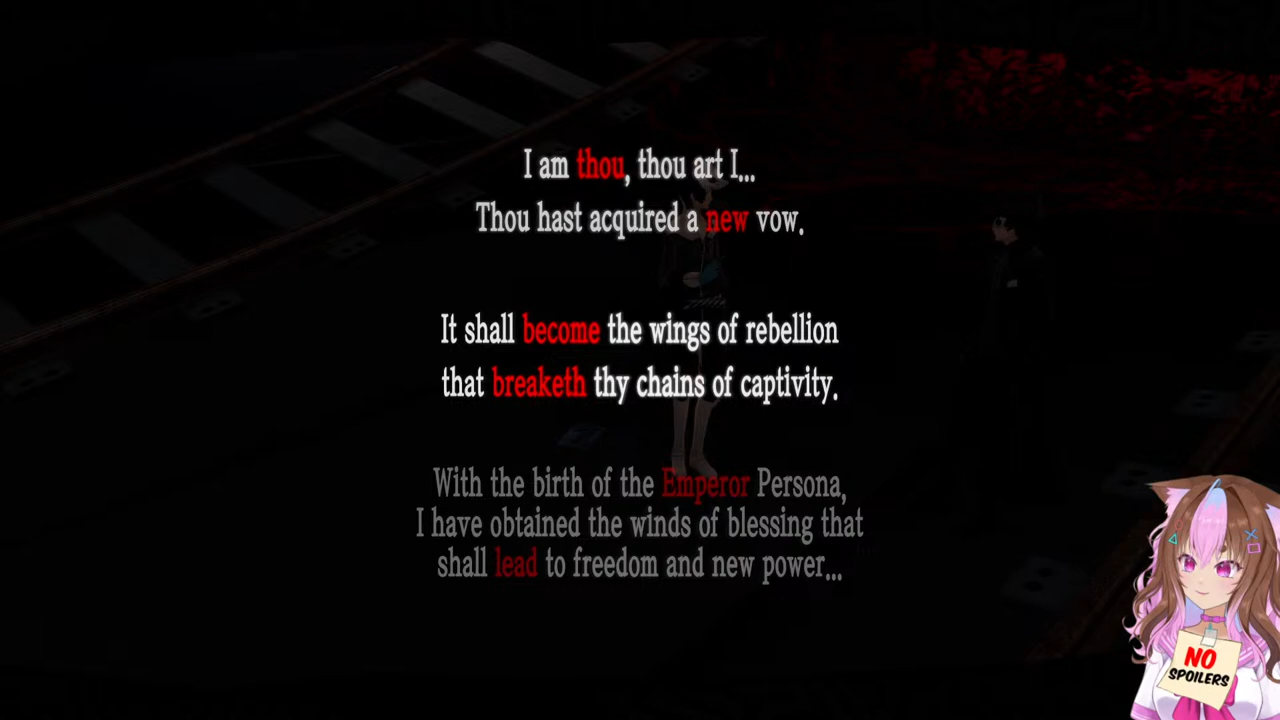 I am thou, thou art I...
Thou hast acquired a new vow.
It shall become the wings of rebellion
that breaketh thy chains of captivity.
With the birth of the Emperor Persona,
I have obtained the winds of blessing that
shall lead to freedom and new power...
NO
SPOILERS